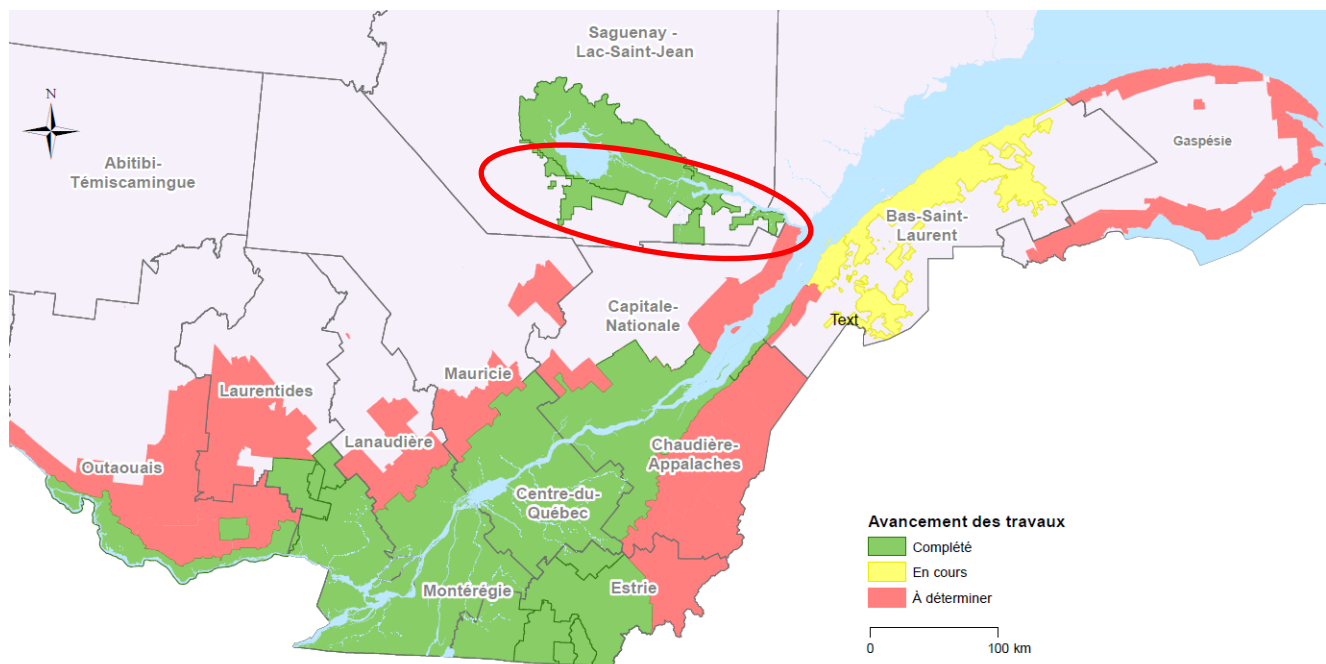 Saguenay -
Lac-Saint-Jean
N
Abitibi-
Témiscamingue
Gaspésie
Bas-Saint-
Laurent
Capitale-
Nationale
Text
Mauricie
Laurentides
Lanaudière
Chaudière-
Appalaches
Outaouais
Centre-du-
Québec
Montérégie
Estrie
Avancement des travaux
Complété
En cours
À déterminer
0 100 km